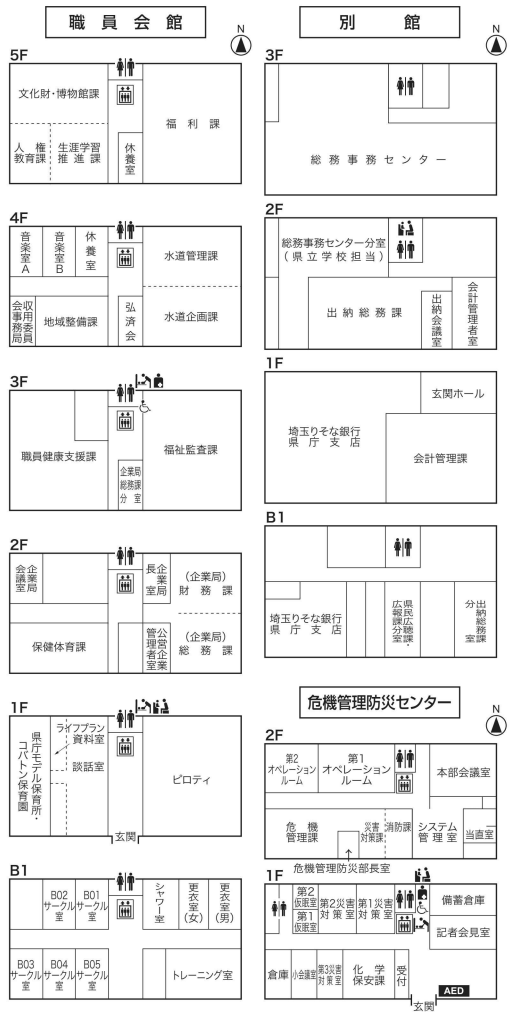 職員会館
N
5F
文化財・博物館課
人権
教育課
生涯学習
推進課
休養室
福利課
4F
音楽室A
音楽室B
休養室
水道管理課
収用委員
会事務局
地域整備課
弘済会
水道企画課
3F
職員健康支援課
企業局
総務課
分室
福祉監査課
2F
企業局
会議室
企業局
長室
(企業局)
財務課
保健体育課
公営企業
管理者室
(企業局)
総務課
1F
県庁モデル保育所・
コバトン保育園
ライフプラン
資料室
談話室
ピロティ
玄関
B1
B02
サークル
室
B01
サークル
室
シャワー室
更衣室(女)
更衣室(男)
B03
サークル
室
B04
サークル
室
B05
サークル
室
トレーニング室
別館
N
3F
総務事務センター
2F
総務事務センター分室
(県立学校担当)
出納総務課
出納会議室
会計管理者室
1F
玄関ホール
埼玉りそな銀行
県庁支店
会計管理課
B1
埼玉りそな銀行
県庁支店
県民広聴課・
広報課分室
出納総務課
分室
危機管理防災センター
N
2F
第2
オペレーション
ルーム
第1
オペレーション
ルーム
本部会議室
危機
管理課
災害
対策課
消防課
システム
管理室
当直室
危機管理防災部長室
1F
第2
仮眠室
第1
仮眠室
第2災害
対策室
第1災害
対策室
備蓄倉庫
記者会見室
倉庫
小会議室
第3災害
対策室
化学
保安課
受付
AED
玄関